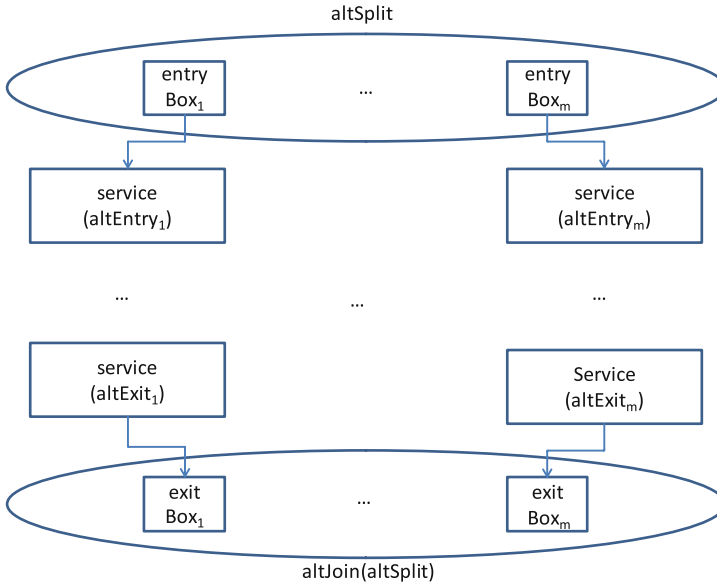 altSplit
entry ... entry
Box₁ Boxₘ
service service
(altEntry₁) (altEntryₘ)
... ... ...
service Service
(altExit₁) (altExitₘ)
exit ... exit
Box₁ Boxₘ
altJoin(altSplit)